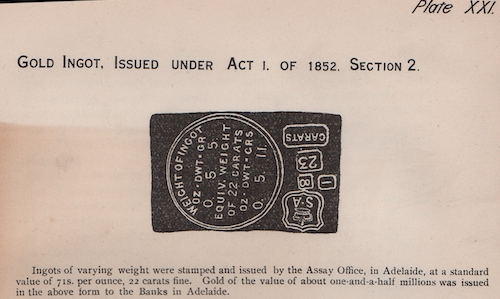 Plate XXI.
GOLD INGOT, ISSUED UNDER ACT 1. OF 1852. SECTION 2.
WEIGHT OF INGOT
OZ - DWT - GRT
0. 5. 5.
EQUIV. WEIGHT
OF 22 CARATS
OZ - DWT - GRS
0. 5. 11.
CARATS
23
1 8
S.A
Ingots of varying weight were stamped and issued by the Assay Office, in Adelaide, at a standard
value of 71s. per ounce, 22 carats fine. Gold of the value of about one-and-a-half millions was issued
in the above form to the Banks in Adelaide.